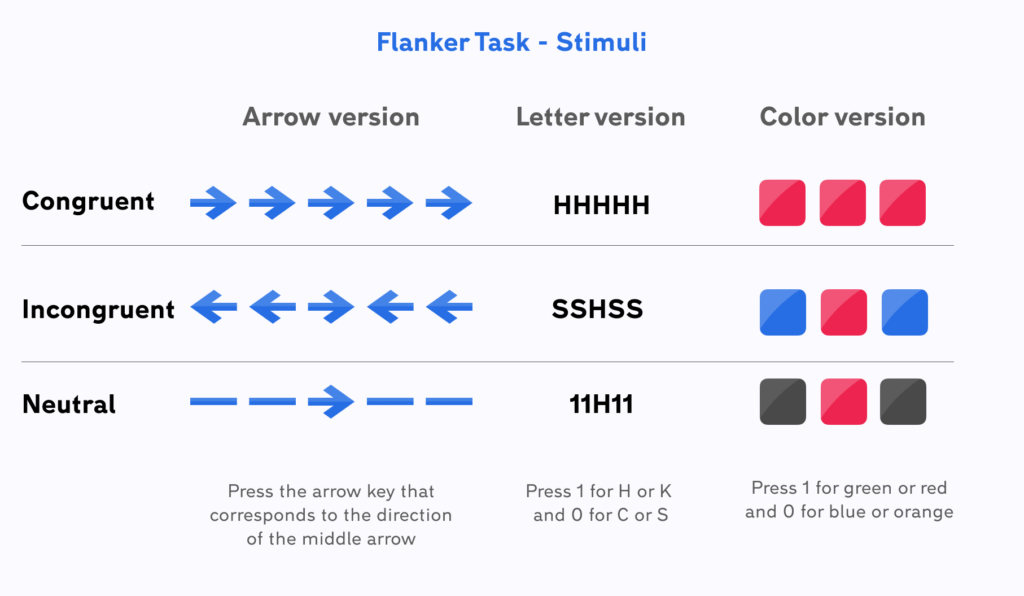 Flanker Task - Stimuli
Arrow version
Letter version
Color version
Congruent
HHHHH
Incongruent
SSHSS
Neutral
11H11
Press the arrow key that
corresponds to the direction
of the middle arrow
Press 1 for H or K
and 0 for C or S
Press 1 for green or red
and 0 for blue or orange